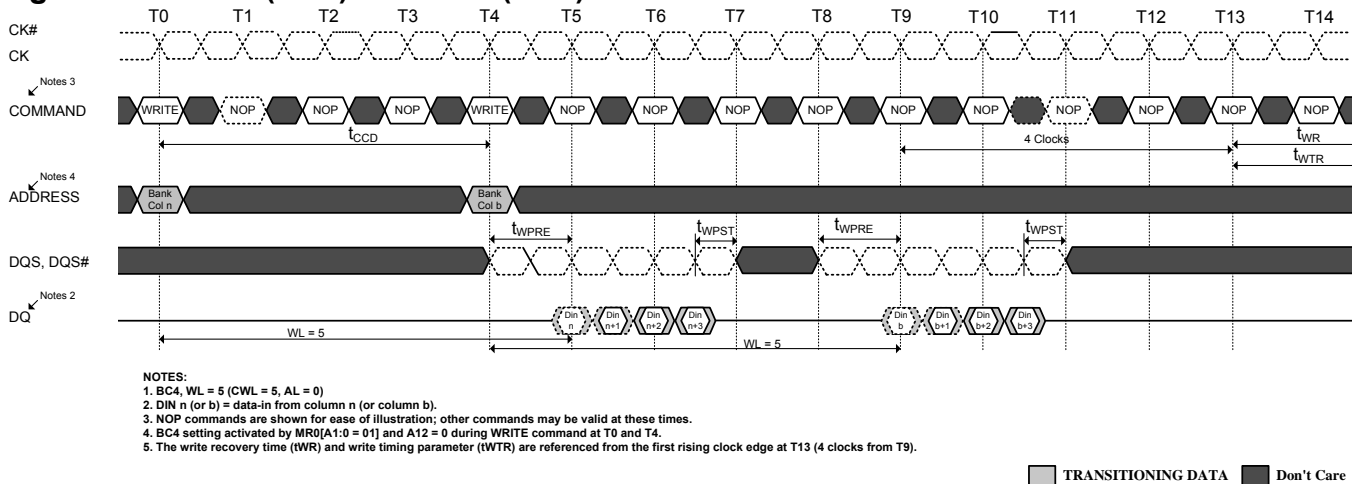 T0 T1 T2 T3 T4 T5 T6 T7 T8 T9 T10 T11 T12 T13 T14
CK#
CK
Notes 3
COMMAND
WRITE NOP NOP NOP WRITE NOP NOP NOP NOP NOP NOP NOP NOP NOP NOP
tCCD
4 Clocks
tWR
tWTR
Notes 4
ADDRESS
Bank
Col n
Bank
Col b
tWPRE
tWPST
tWPRE
tWPST
DQS, DQS#
Notes 2
DQ
Din
n
Din
n+1
Din
n+2
Din
n+3
Din
b
Din
b+1
Din
b+2
Din
b+3
WL = 5
WL = 5
NOTES:
1. BC4, WL = 5 (CWL = 5, AL = 0)
2. DIN n (or b) = data-in from column n (or column b).
3. NOP commands are shown for ease of illustration; other commands may be valid at these times.
4. BC4 setting activated by MR0[A1:0 = 01] and A12 = 0 during WRITE command at T0 and T4.
5. The write recovery time (tWR) and write timing parameter (tWTR) are referenced from the first rising clock edge at T13 (4 clocks from T9).
TRANSITIONING DATA
Don't Care